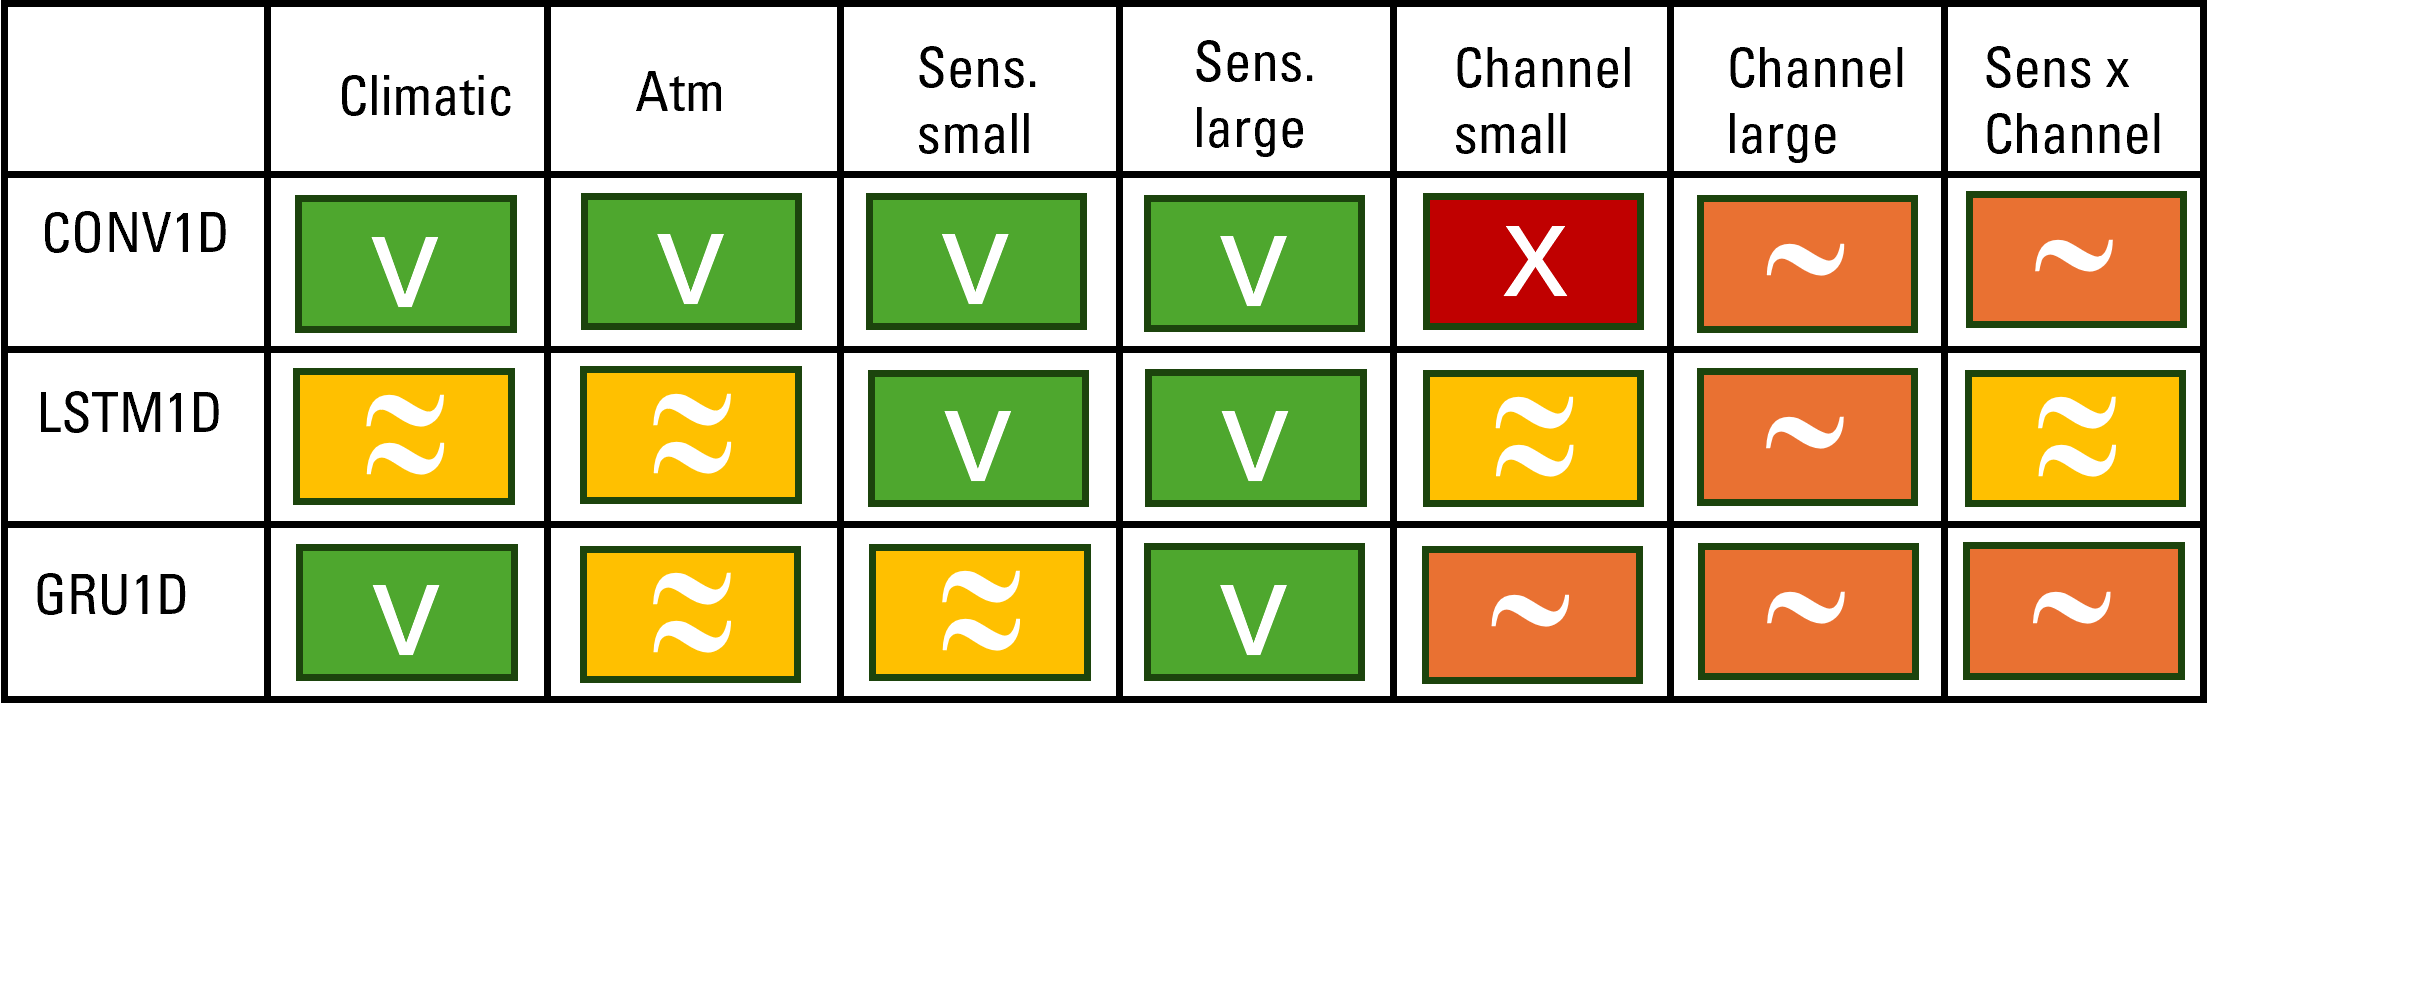 Climatic
Atm
Sens.
small
Sens.
large
Channel
small
Channel
large
Sens x
Channel
CONV1D
V
V
V
V
X
~
~
LSTM1D
≈
≈
V
V
≈
~
≈
GRU1D
V
≈
≈
V
~
~
~